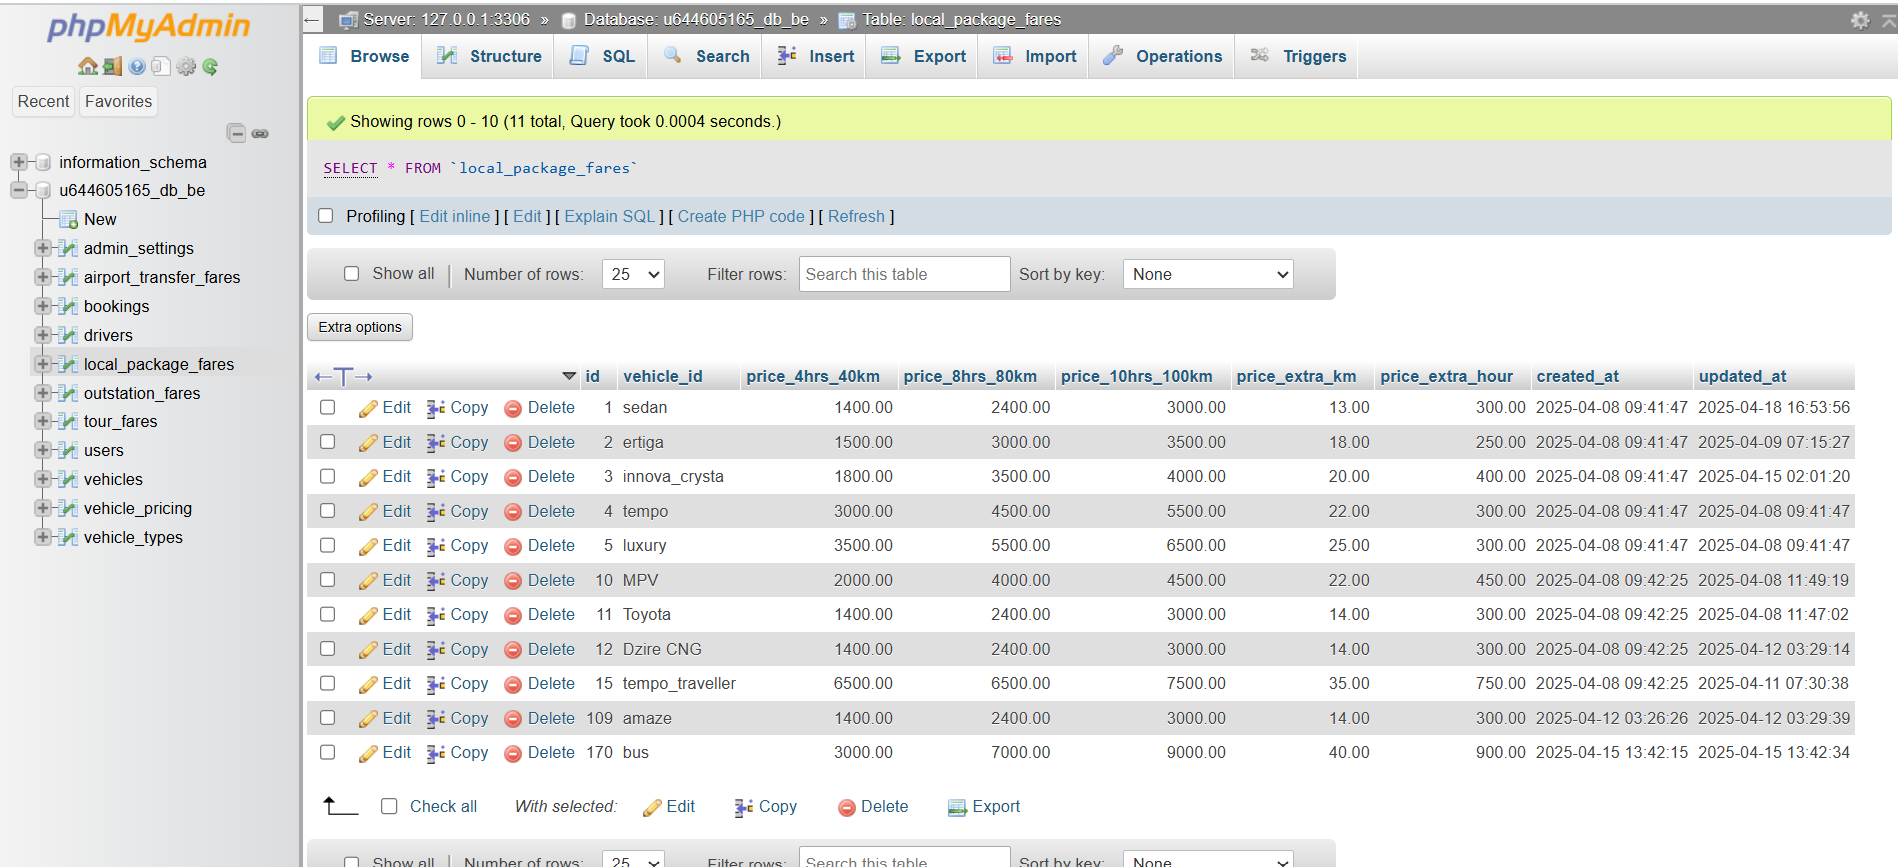 phpMyAdmin
Recent Favorites
information_schema
u644605165_db_be
New
admin_settings
airport_transfer_fares
bookings
drivers
local_package_fares
outstation_fares
tour_fares
users
vehicles
vehicle_pricing
vehicle_types
Server: 127.0.0.1:3306 » Database: u644605165_db_be » Table: local_package_fares
Browse Structure SQL Search Insert Export Import Operations Triggers
Showing rows 0 - 10 (11 total, Query took 0.0004 seconds.)
SELECT * FROM `local_package_fares`
Profiling [ Edit inline ] [ Edit ] [ Explain SQL ] [ Create PHP code ] [ Refresh ]
Show all Number of rows: 25 Filter rows: Search this table Sort by key: None
Extra options
id vehicle_id price_4hrs_40km price_8hrs_80km price_10hrs_100km price_extra_km price_extra_hour created_at updated_at
Edit Copy Delete 1 sedan 1400.00 2400.00 3000.00 13.00 300.00 2025-04-08 09:41:47 2025-04-18 16:53:56
Edit Copy Delete 2 ertiga 1500.00 3000.00 3500.00 18.00 250.00 2025-04-08 09:41:47 2025-04-09 07:15:27
Edit Copy Delete 3 innova_crysta 1800.00 3500.00 4000.00 20.00 400.00 2025-04-08 09:41:47 2025-04-15 02:01:20
Edit Copy Delete 4 tempo 3000.00 4500.00 5500.00 22.00 300.00 2025-04-08 09:41:47 2025-04-08 09:41:47
Edit Copy Delete 5 luxury 3500.00 5500.00 6500.00 25.00 300.00 2025-04-08 09:41:47 2025-04-08 09:41:47
Edit Copy Delete 10 MPV 2000.00 4000.00 4500.00 22.00 450.00 2025-04-08 09:42:25 2025-04-08 11:49:19
Edit Copy Delete 11 Toyota 1400.00 2400.00 3000.00 14.00 300.00 2025-04-08 09:42:25 2025-04-08 11:47:02
Edit Copy Delete 12 Dzire CNG 1400.00 2400.00 3000.00 14.00 300.00 2025-04-08 09:42:25 2025-04-12 03:29:14
Edit Copy Delete 15 tempo_traveller 6500.00 6500.00 7500.00 35.00 750.00 2025-04-08 09:42:25 2025-04-11 07:30:38
Edit Copy Delete 109 amaze 1400.00 2400.00 3000.00 14.00 300.00 2025-04-12 03:26:26 2025-04-12 03:29:39
Edit Copy Delete 170 bus 3000.00 7000.00 9000.00 40.00 900.00 2025-04-15 13:42:15 2025-04-15 13:42:34
Check all With selected: Edit Copy Delete Export
Show all Number of rows: 25 Filter rows: Search this table Sort by key: None